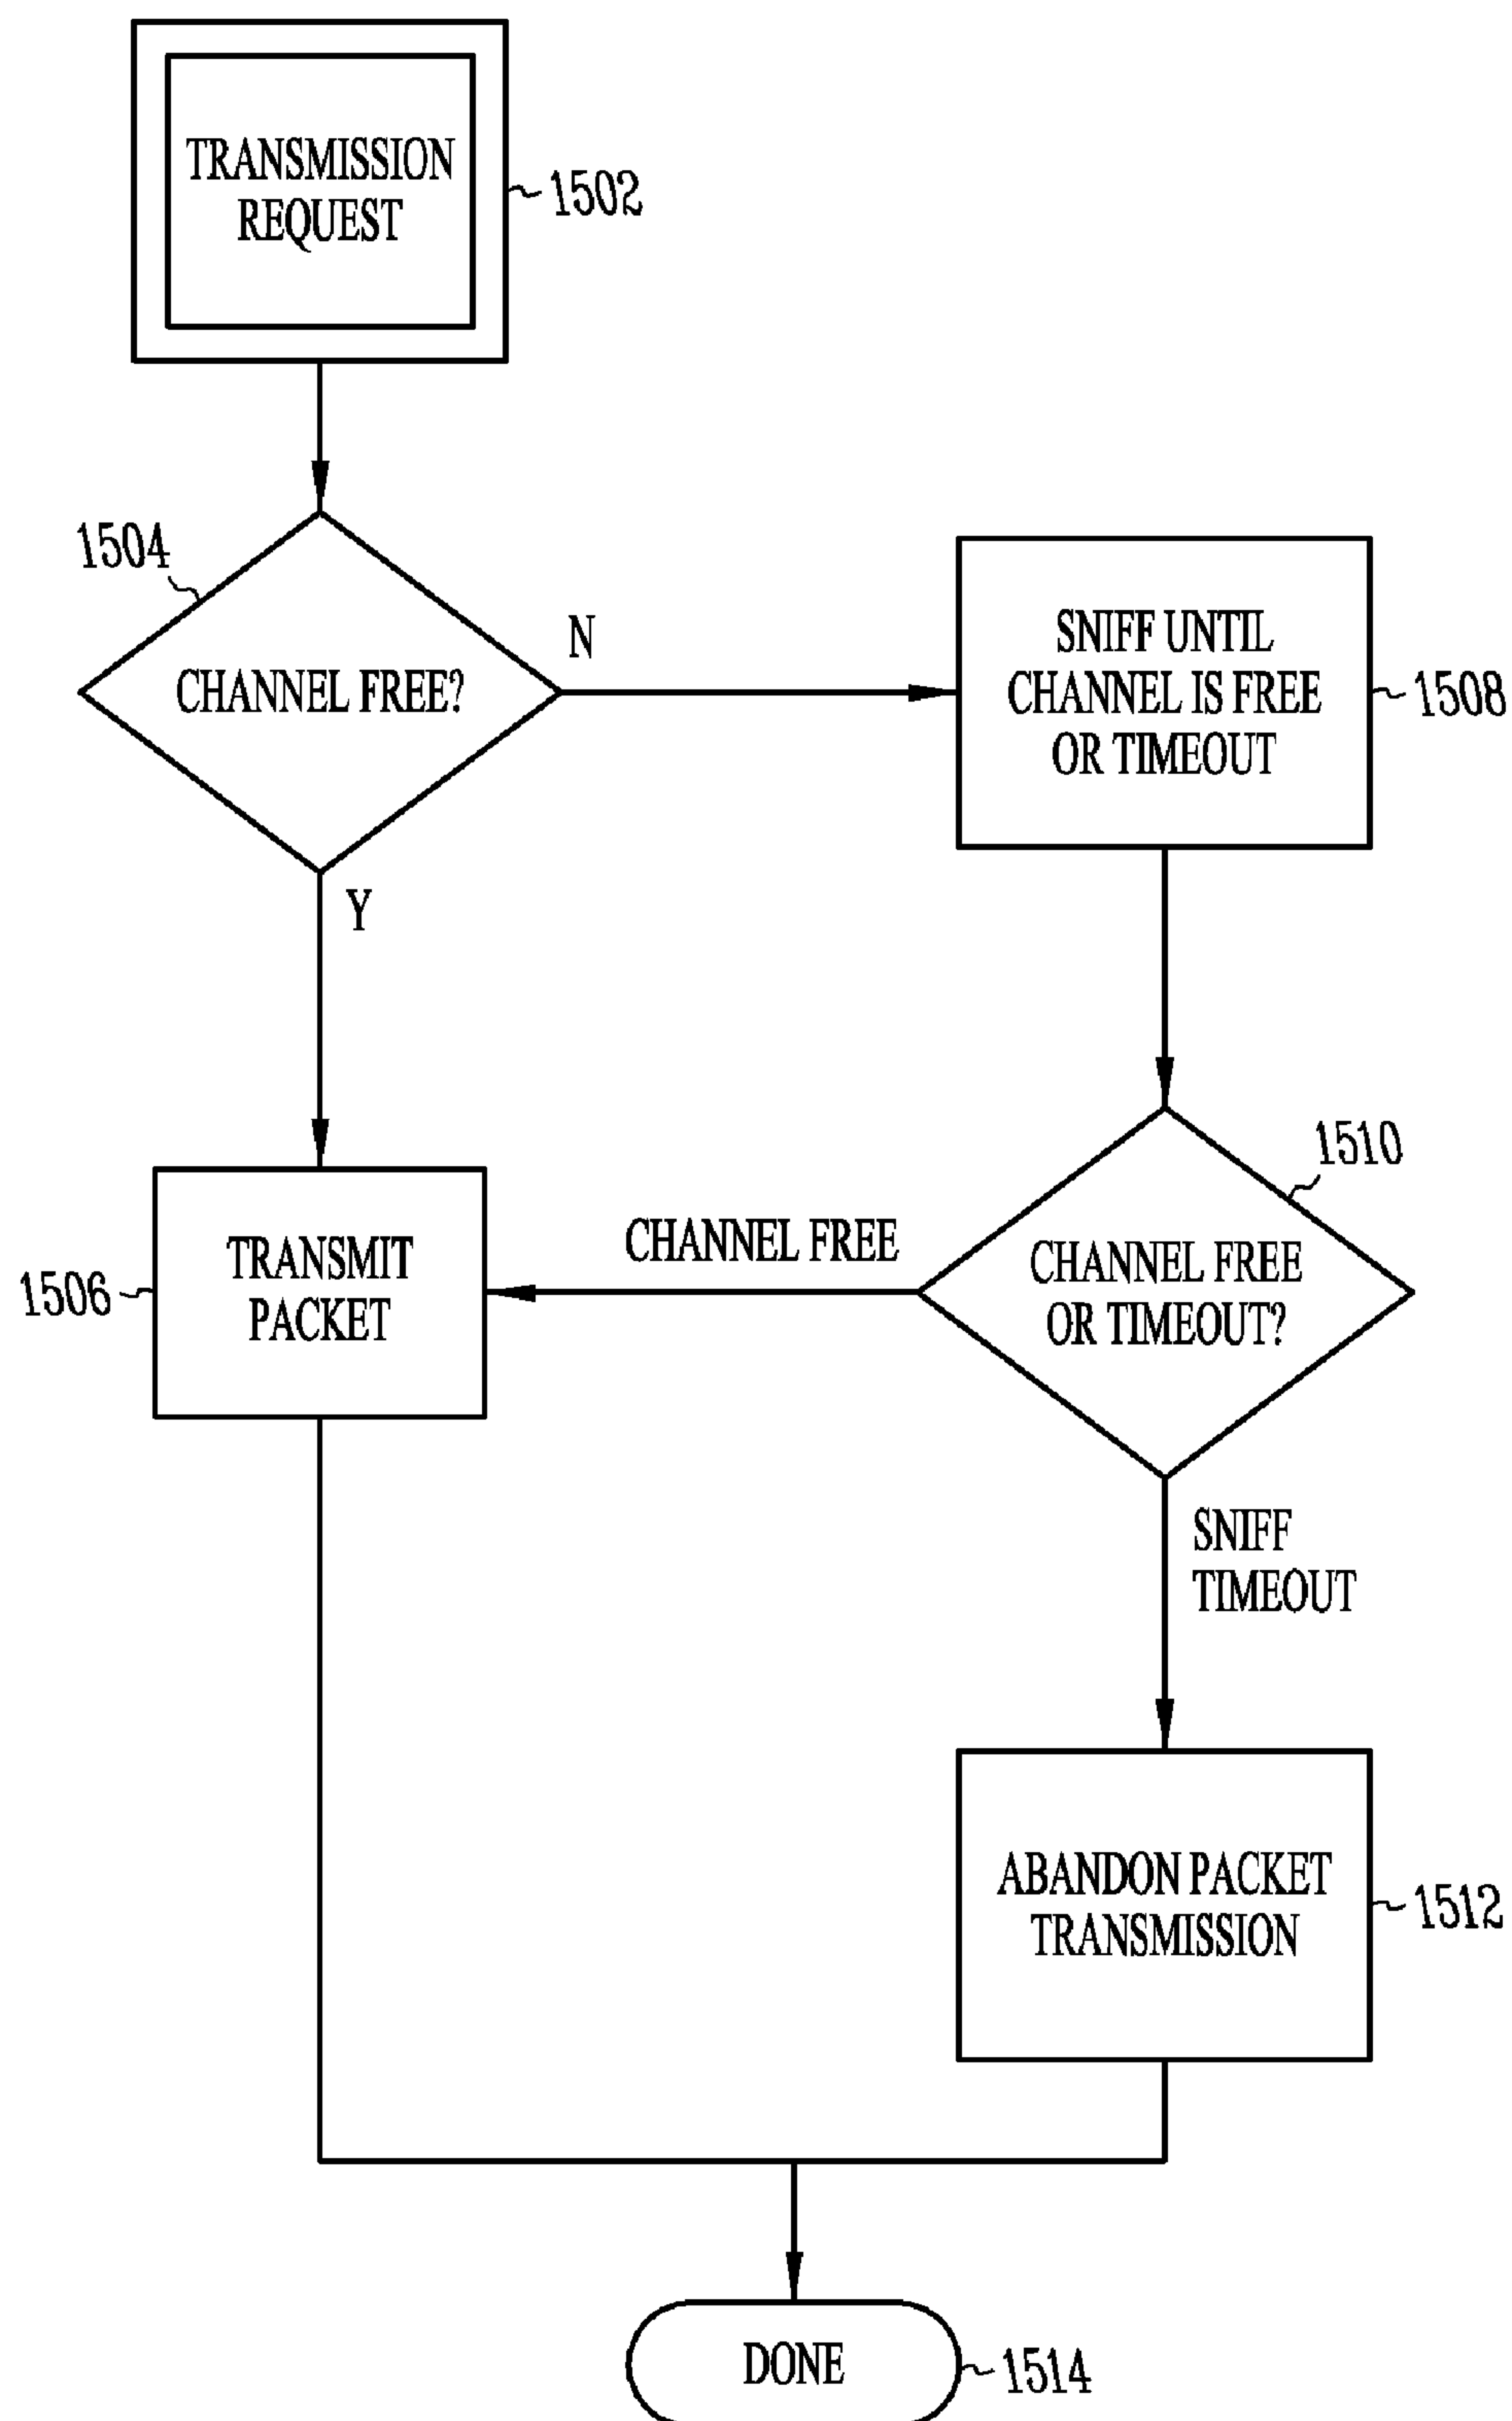 TRANSMISSION
REQUEST
1502
1504
CHANNEL FREE?
N
Y
SNIFF UNTIL
CHANNEL IS FREE
OR TIMEOUT
1508
TRANSMIT
PACKET
1506
CHANNEL FREE
CHANNEL FREE
OR TIMEOUT?
1510
SNIFF
TIMEOUT
ABANDON PACKET
TRANSMISSION
1512
DONE
1514